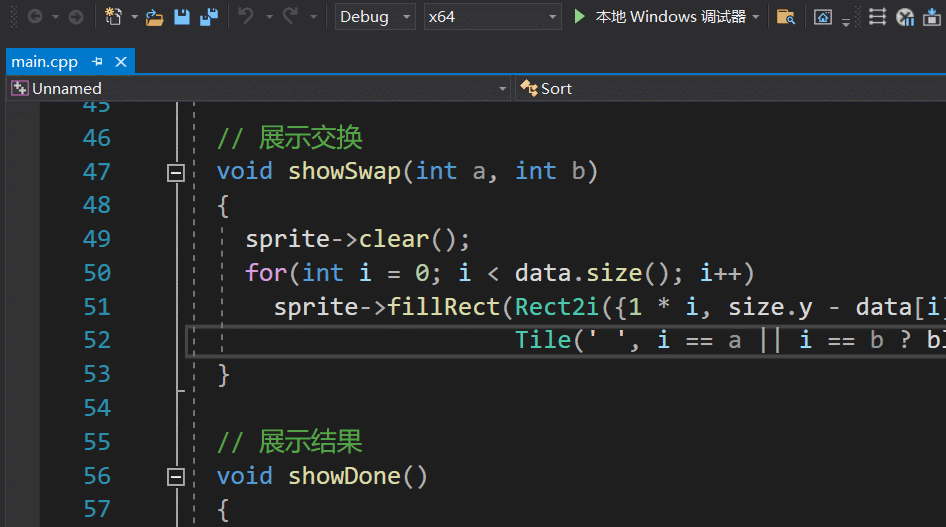 Debug x64 本地 Windows 调试器
main.cpp
Unnamed Sort
45
46 // 展示交换
47 void showSwap(int a, int b)
48 {
49 sprite->clear();
50 for(int i = 0; i < data.size(); i++)
51 sprite->fillRect(Rect2i({1 * i, size.y - data[i]
52 Tile(' ', i == a || i == b ? bl
53 }
54
55 // 展示结果
56 void showDone()
57 {